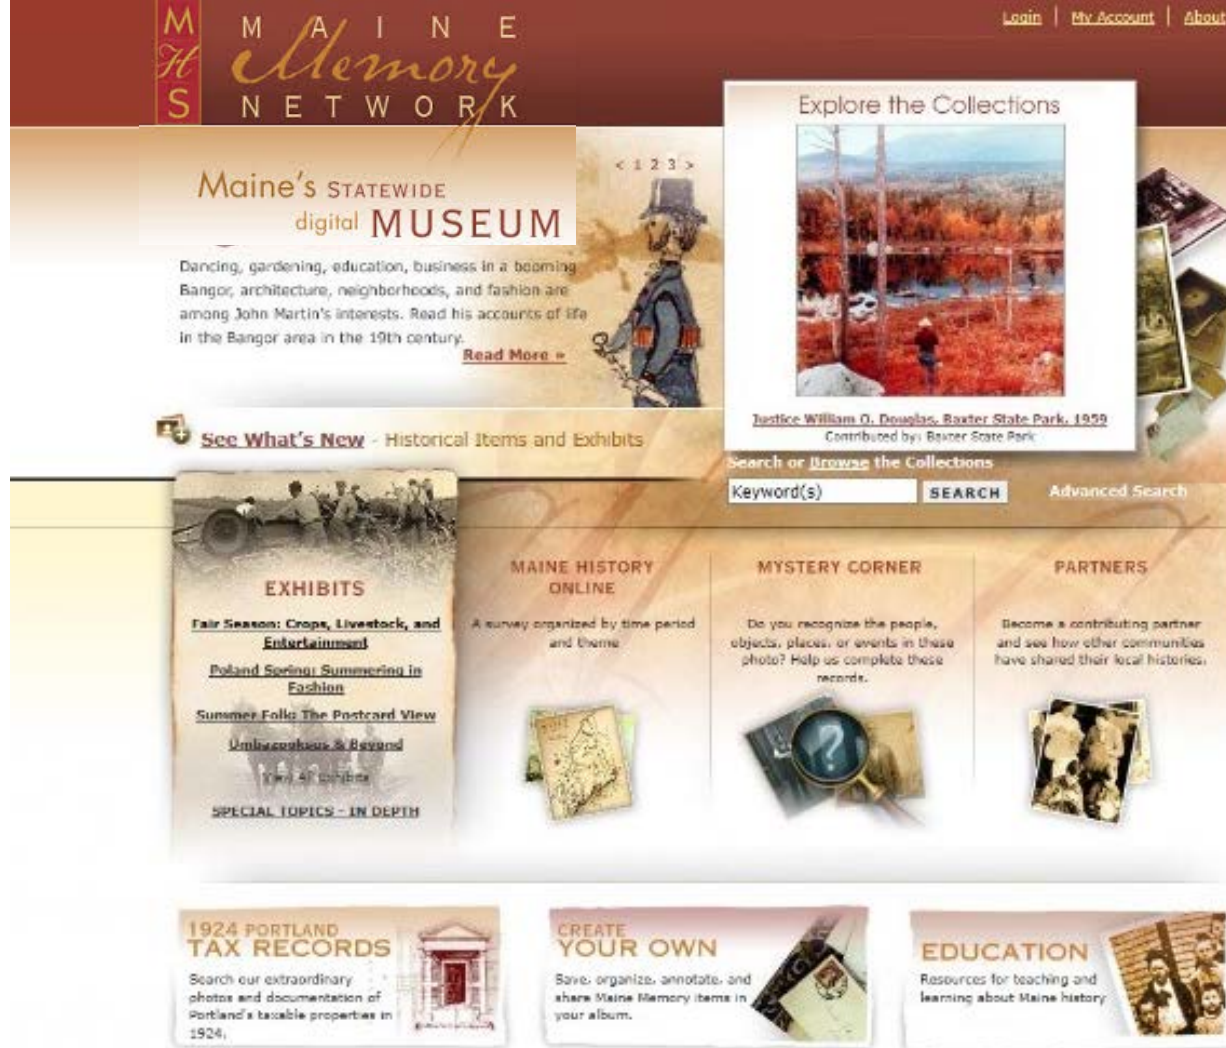 MHS
MAINE
Memory
NETWORK
Login | My Account | About
Maine's STATEWIDE
digital MUSEUM
< 1 2 3 >
Dancing, gardening, education, business in a booming
Bangor, architecture, neighborhoods, and fashion are
among John Martin's interests. Read his accounts of life
in the Bangor area in the 19th century.
Read More »
Explore the Collections
Justice William O. Douglas, Baxter State Park, 1959
Contributed by: Baxter State Park
See What's New - Historical Items and Exhibits
Search or Browse the Collections
Keyword(s) SEARCH Advanced Search
EXHIBITS
Fair Season: Crops, Livestock, and
Entertainment
Poland Spring: Summering in
Fashion
Summer Folk: The Postcard View
Umbazooksus & Beyond
View All Exhibits
SPECIAL TOPICS - IN DEPTH
MAINE HISTORY
ONLINE
A survey organized by time period
and theme
MYSTERY CORNER
Do you recognize the people,
objects, places, or events in these
photo? Help us complete these
records.
?
PARTNERS
Become a contributing partner
and see how other communities
have shared their local histories.
1924 PORTLAND
TAX RECORDS
Search our extraordinary
photos and documentation of
Portland's taxable properties in
1924.
CREATE
YOUR OWN
Save, organize, annotate, and
share Maine Memory items in
your album.
EDUCATION
Resources for teaching and
learning about Maine history